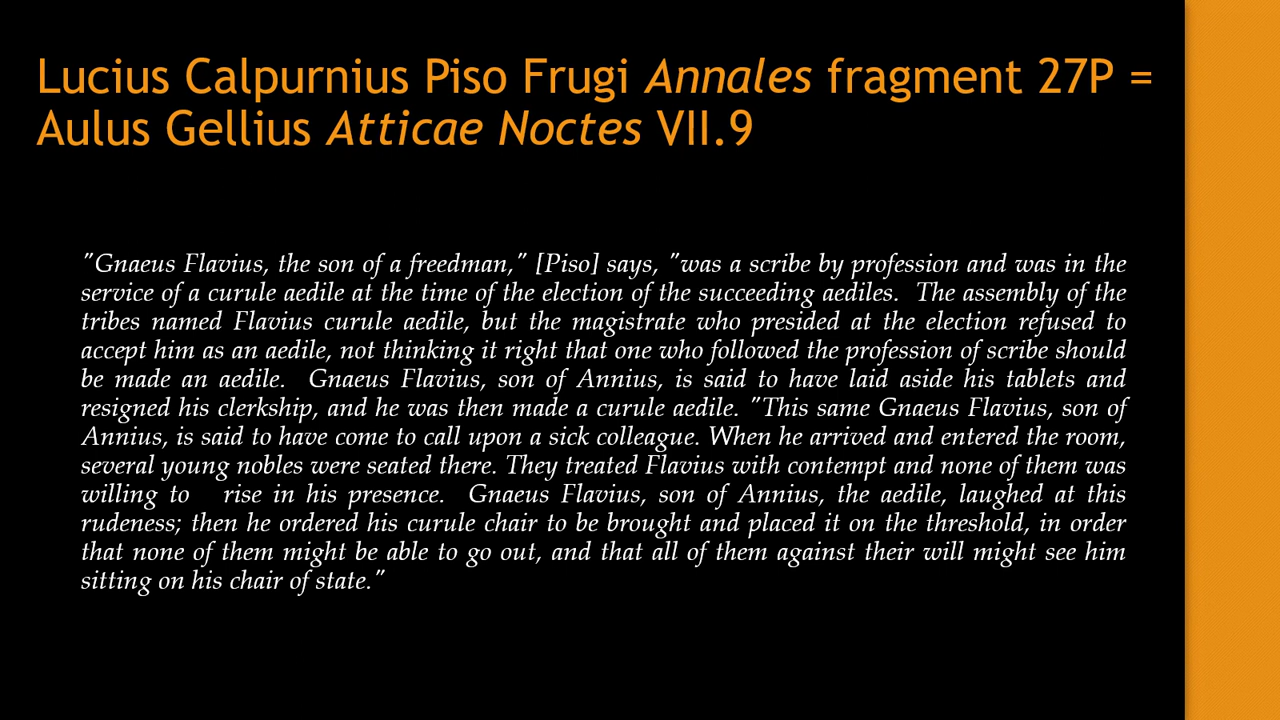 Lucius Calpurnius Piso Frugi Annales fragment 27P =
Aulus Gellius Atticae Noctes VII.9
"Gnaeus Flavius, the son of a freedman," [Piso] says, "was a scribe by profession and was in the
service of a curule aedile at the time of the election of the succeeding aediles.  The assembly of the
tribes named Flavius curule aedile, but the magistrate who presided at the election refused to
accept him as an aedile, not thinking it right that one who followed the profession of scribe should
be made an aedile.  Gnaeus Flavius, son of Annius, is said to have laid aside his tablets and
resigned his clerkship, and he was then made a curule aedile. "This same Gnaeus Flavius, son of
Annius, is said to have come to call upon a sick colleague. When he arrived and entered the room,
several young nobles were seated there. They treated Flavius with contempt and none of them was
willing to   rise in his presence.  Gnaeus Flavius, son of Annius, the aedile, laughed at this
rudeness; then he ordered his curule chair to be brought and placed it on the threshold, in order
that none of them might be able to go out, and that all of them against their will might see him
sitting on his chair of state."